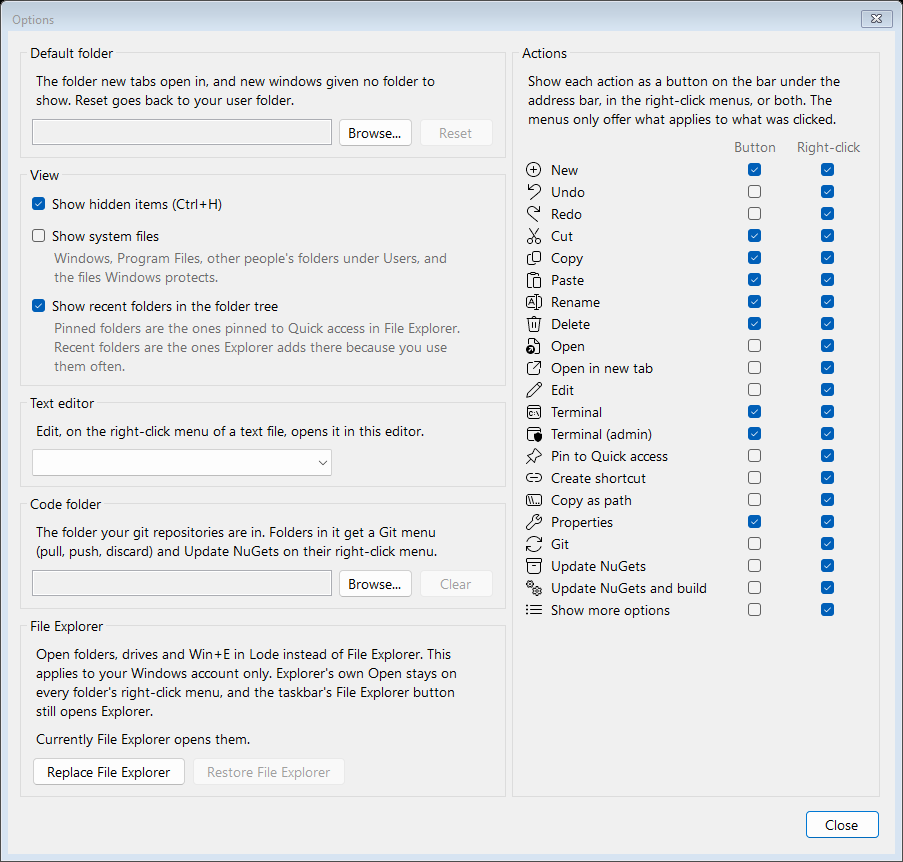 Options
Default folder
The folder new tabs open in, and new windows given no folder to
show. Reset goes back to your user folder.
Browse...
Reset
View
Show hidden items (Ctrl+H)
Show system files
Windows, Program Files, other people's folders under Users, and
the files Windows protects.
Show recent folders in the folder tree
Pinned folders are the ones pinned to Quick access in File Explorer.
Recent folders are the ones Explorer adds there because you use
them often.
Text editor
Edit, on the right-click menu of a text file, opens it in this editor.
Code folder
The folder your git repositories are in. Folders in it get a Git menu
(pull, push, discard) and Update NuGets on their right-click menu.
Browse...
Clear
File Explorer
Open folders, drives and Win+E in Lode instead of File Explorer. This
applies to your Windows account only. Explorer's own Open stays on
every folder's right-click menu, and the taskbar's File Explorer button
still opens Explorer.
Currently File Explorer opens them.
Replace File Explorer
Restore File Explorer
Actions
Show each action as a button on the bar under the
address bar, in the right-click menus, or both. The
menus only offer what applies to what was clicked.
Button Right-click
New
Undo
Redo
Cut
Copy
Paste
Rename
Delete
Open
Open in new tab
Edit
Terminal
Terminal (admin)
Pin to Quick access
Create shortcut
Copy as path
Properties
Git
Update NuGets
Update NuGets and build
Show more options
Close